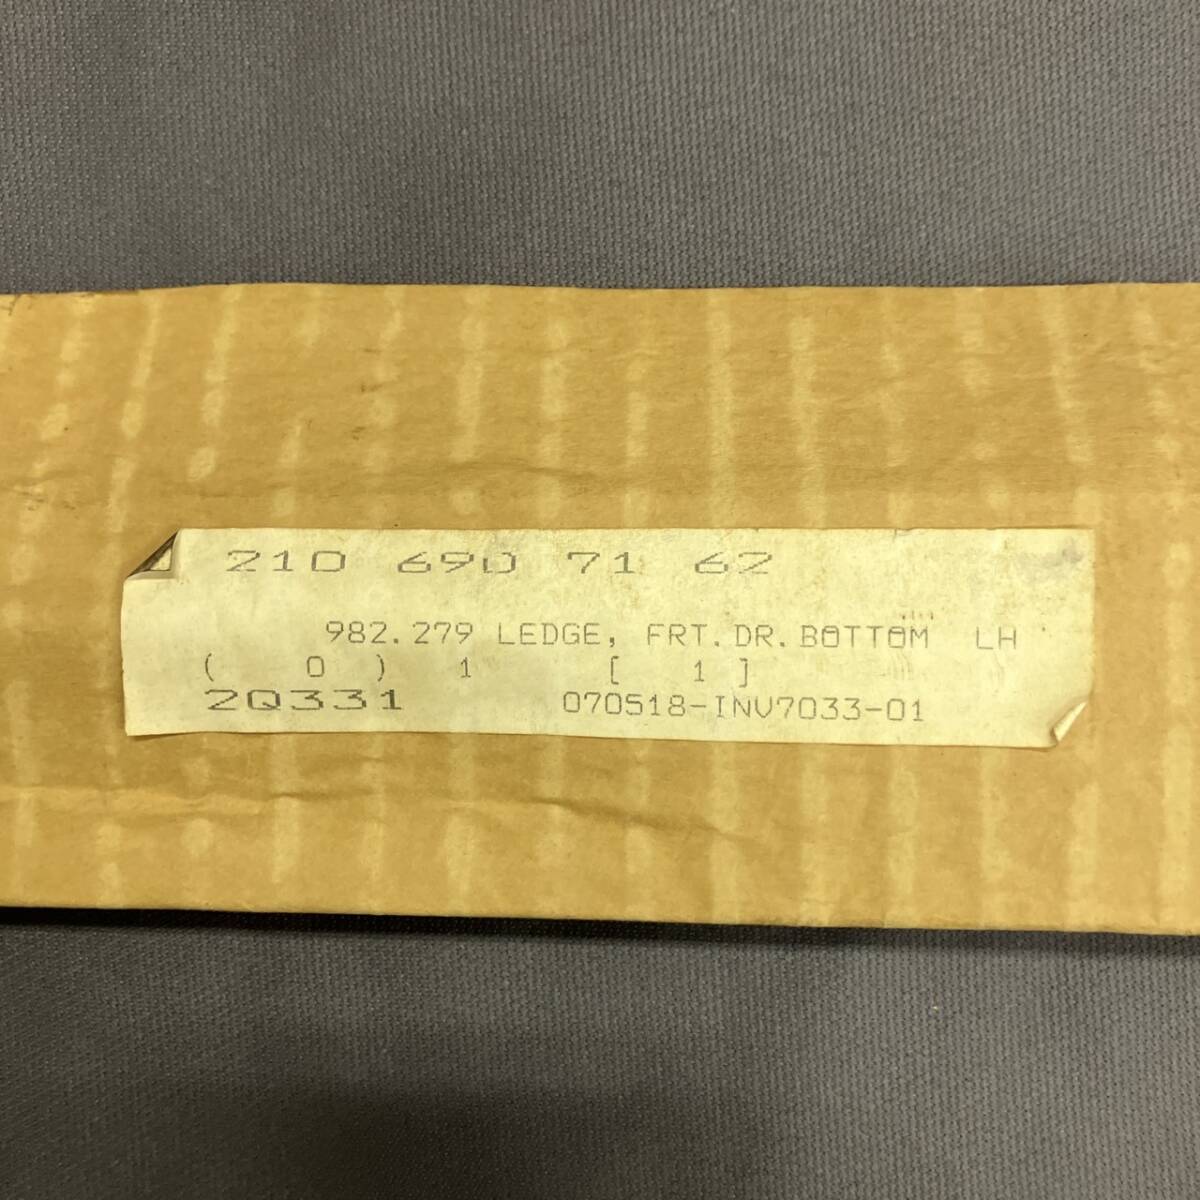 210 690 71 62
982.279 LEDGE, FRT.DR.BOTTOM LH
( 0 ) 1 [ 1 ]
2Q331 070518-INV7033-01